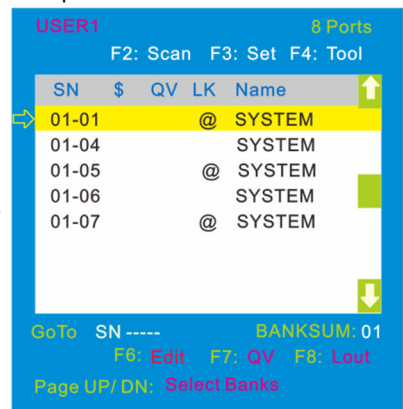 USER1 8 Ports
F2: Scan F3: Set F4: Tool
SN $ QV LK Name
01-01 @ SYSTEM
01-04 SYSTEM
01-05 @ SYSTEM
01-06 SYSTEM
01-07 @ SYSTEM
GoTo SN ----- BANKSUM: 01
F6: Edit F7: QV F8: Lout
Page UP/ DN: Select Banks